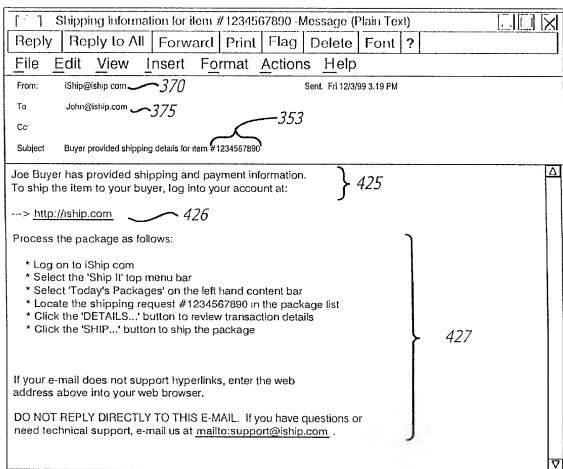 Shipping information for item #1234567890 -Message (Plain Text)
Reply Reply to All Forward Print Flag Delete Font ?
File Edit View Insert Format Actions Help
From: iShip@iship com 370 Sent. Fri 12/3/99 3.19 PM
To John@iship.com 375
Cc· 353
Subject Buyer provided shipping details for item #1234567890
Joe Buyer has provided shipping and payment information.
To ship the item to your buyer, log into your account at: 425
---> http://iship.com 426
Process the package as follows:
* Log on to iShip com
* Select the 'Ship It' top menu bar
* Select 'Today's Packages' on the left hand content bar
* Locate the shipping request #1234567890 in the package list
* Click the 'DETAILS...' button to review transaction details
* Click the 'SHIP...' button to ship the package
427
If your e-mail does not support hyperlinks, enter the web
address above into your web browser.
DO NOT REPLY DIRECTLY TO THIS E-MAIL. If you have questions or
need technical support, e-mail us at mailto:support@iship.com .